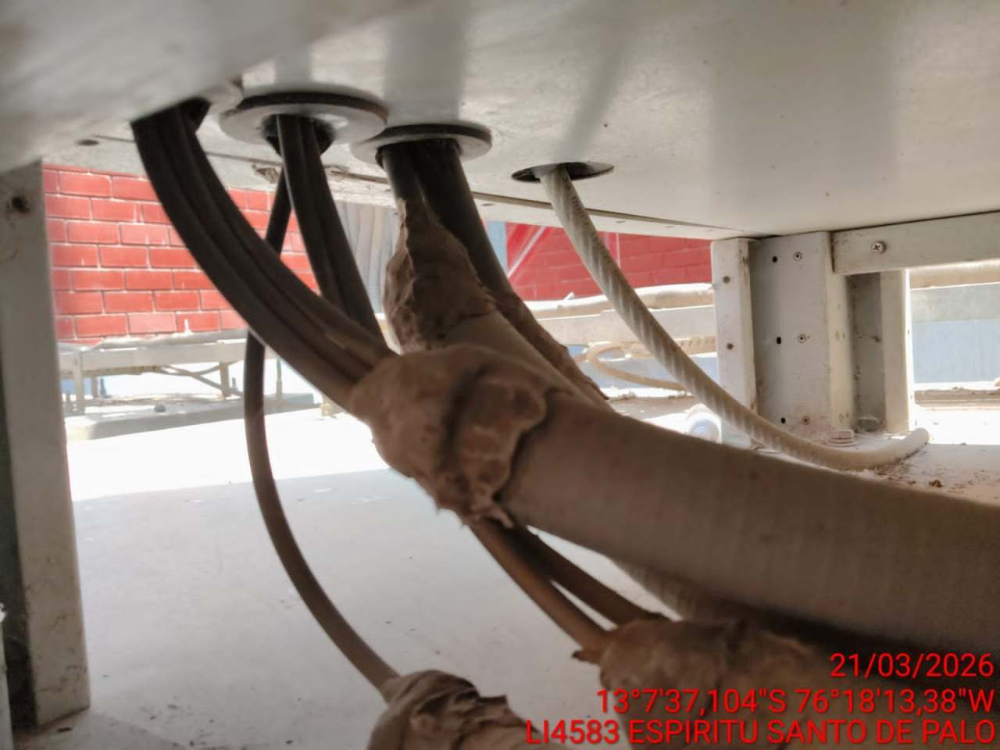 21/03/2026
13°7'37,104"S 76°18'13,38"W
LI4583 ESPIRITU SANTO DE PALO